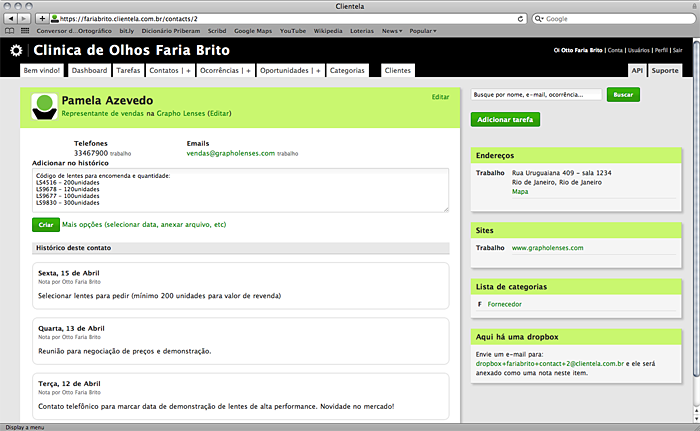 Clientela
https://fariabrito.clientela.com.br/contacts/2
Google
Conversor d..Ortográfico bt.ly Dicionário Priberam Scribd Google Maps YouTube Wikipedia Loterias News Popular
Clinica de Olhos Faria Brito
Oi Otto Faria Brito | Conta | Usuários | Perfil | Sair
Bem vindo! Dashboard Tarefas Contatos | + Ocorrências | + Oportunidades | + Categorias Clientes API Suporte
Pamela Azevedo
Editar
Representante de vendas na Grapho Lenses (Editar)
Telefones
33467900 trabalho
Emails
vendas@grapholenses.com trabalho
Adicionar no histórico
Código de lentes para encomenda e quantidade:
LS4516 - 200unidades
LS9678 - 120unidades
LS9677 - 100unidades
LS9830 - 300unidades
Criar Mais opções (selecionar data, anexar arquivo, etc)
Histórico deste contato
Sexta, 15 de Abril
Nota por Otto Faria Brito
Selecionar lentes para pedir (mínimo 200 unidades para valor de revenda)
Quarta, 13 de Abril
Nota por Otto Faria Brito
Reunião para negociação de preços e demonstração.
Terça, 12 de Abril
Nota por Otto Faria Brito
Contato telefônico para marcar data de demonstração de lentes de alta performance. Novidade no mercado!
Busque por nome, e-mail, ocorrência... Buscar
Adicionar tarefa
Endereços
Trabalho Rua Uruguaiana 409 - sala 1234
Rio de Janeiro, Rio de Janeiro
Mapa
Sites
Trabalho www.grapholenses.com
Lista de categorias
F Fornecedor
Aqui há uma dropbox
Envie um e-mail para:
dropbox+fariabrito+contact+2@clientela.com.br e ele será
anexado como uma nota neste item.
Display a menu